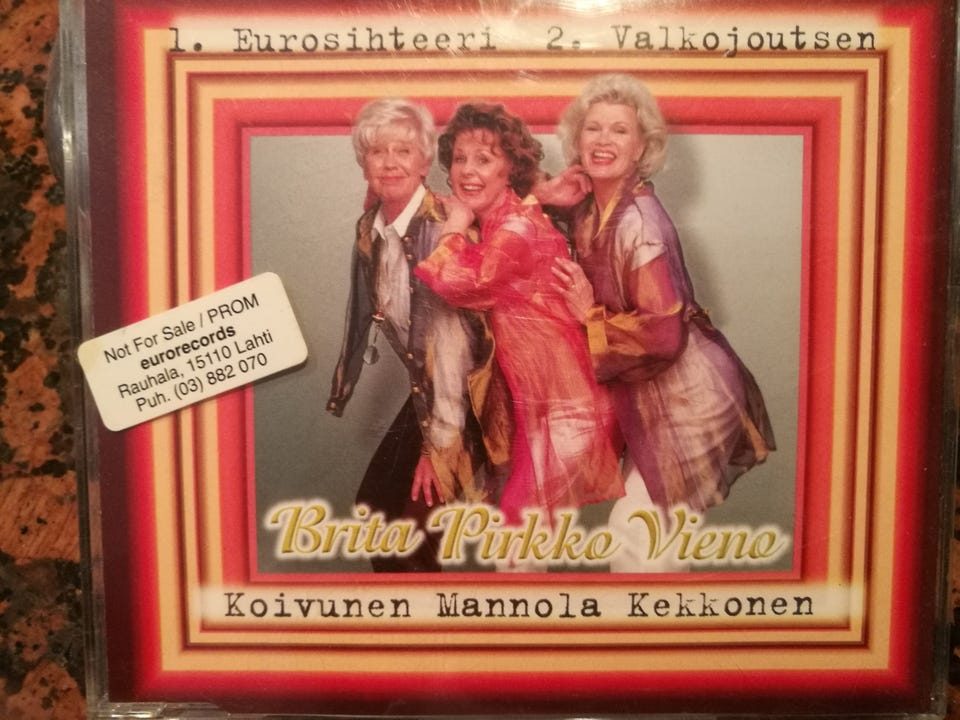 1. Eurosihteeri 2. Valkojoutsen
Not For Sale / PROM
eurorecords
Rauhala, 15110 Lahti
Puh. (03) 882 070
Brita Pirkko Vieno
Koivunen Mannola Kekkonen